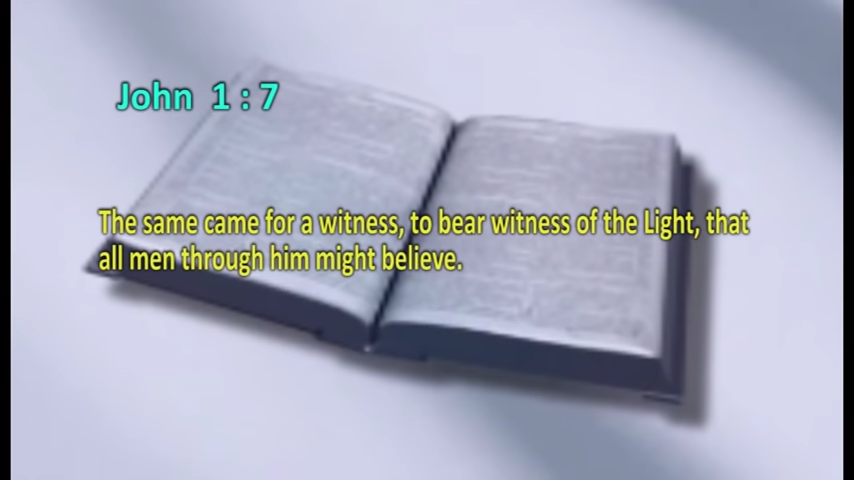 John 1 : 7
The same came for a witness, to bear witness of the Light, that
all men through him might believe.